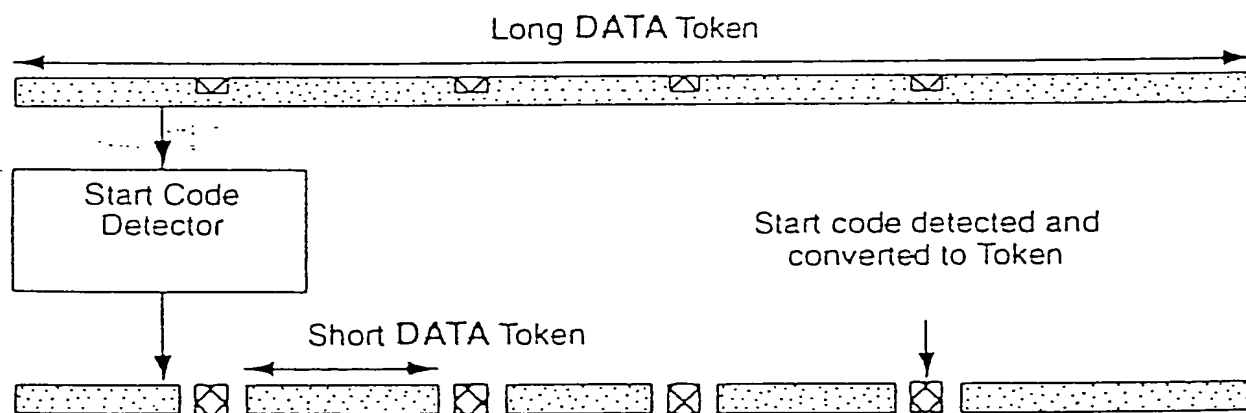 Long DATA Token
Start Code
Detector
Start code detected and
converted to Token
Short DATA Token